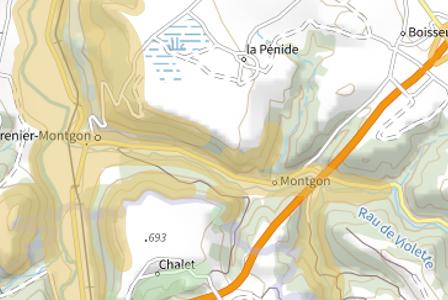 la Pénide
Boisse
renier-Montgon
Montgon
Rau de Violette
.693
Chalet